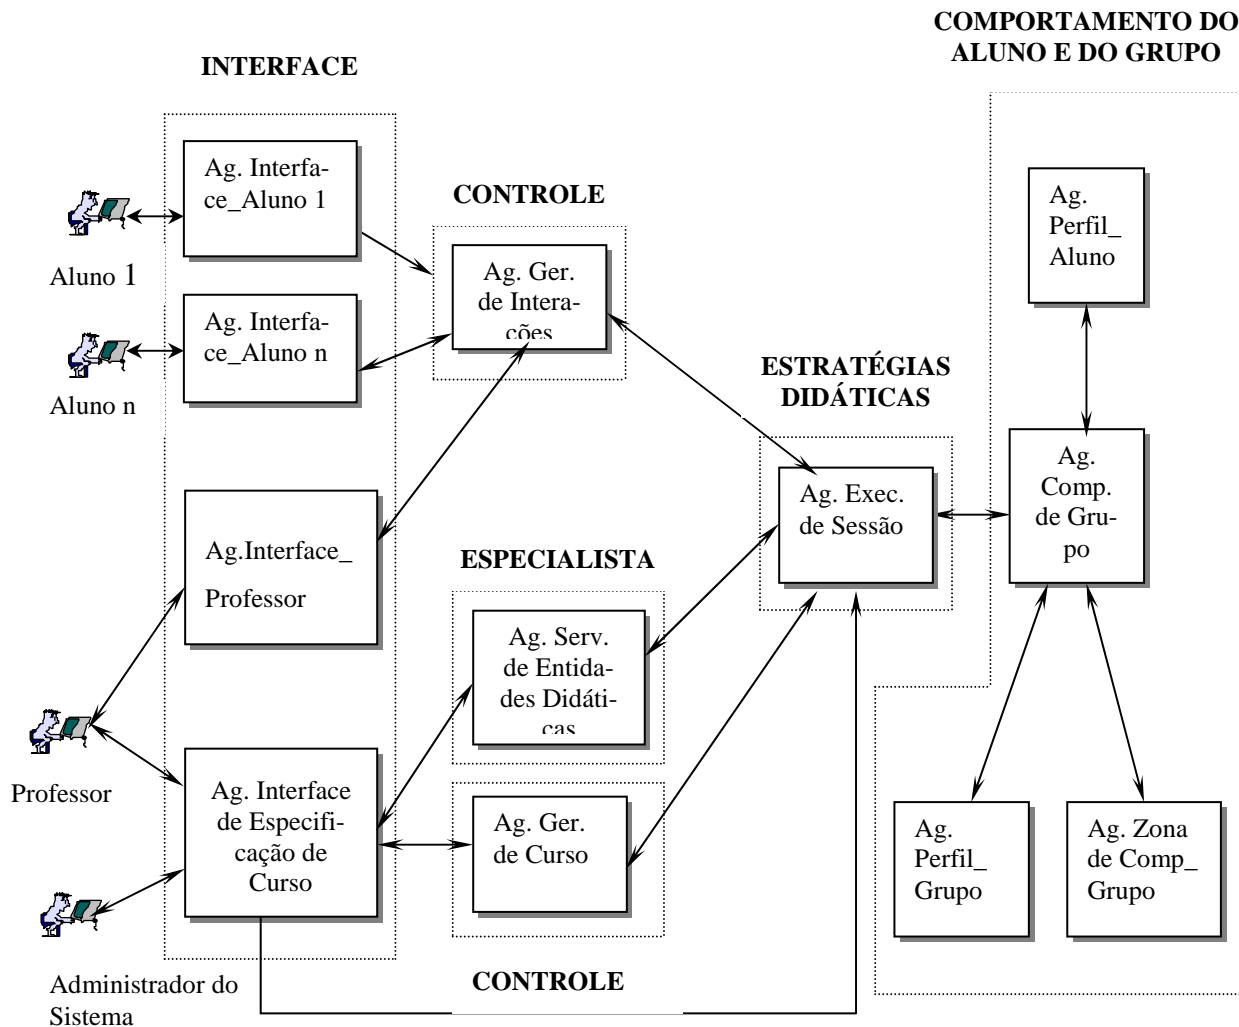 COMPORTAMENTO DO
ALUNO E DO GRUPO
INTERFACE
Ag. Interfa-
ce_Aluno 1
Aluno 1
CONTROLE
Ag. Ger.
de Intera-
ções
Ag.
Perfil_
Aluno
Ag. Interfa-
ce_Aluno n
Aluno n
ESTRATÉGIAS
DIDÁTICAS
Ag. Exec.
de Sessão
Ag.
Comp.
de Gru-
po
Ag.Interface_
Professor
ESPECIALISTA
Ag. Serv.
de Entida-
des Didáti-
cas
Professor
Ag. Interface
de Especifi-
cação de
Curso
Ag. Ger.
de Curso
Ag.
Perfil_
Grupo
Ag. Zona
de Comp_
Grupo
Administrador do
Sistema
CONTROLE